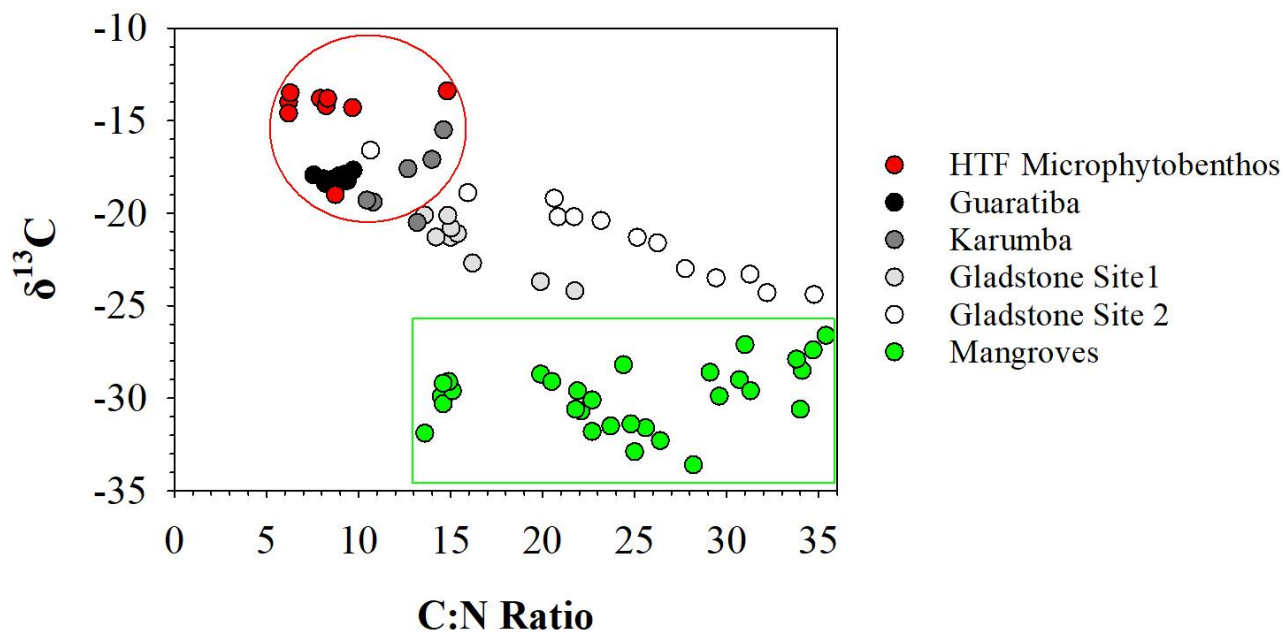 -10
-15
-20
-25
-30
-35
δ¹³C
0 5 10 15 20 25 30 35
C:N Ratio
HTF Microphytobenthos
Guaratiba
Karumba
Gladstone Site1
Gladstone Site 2
Mangroves